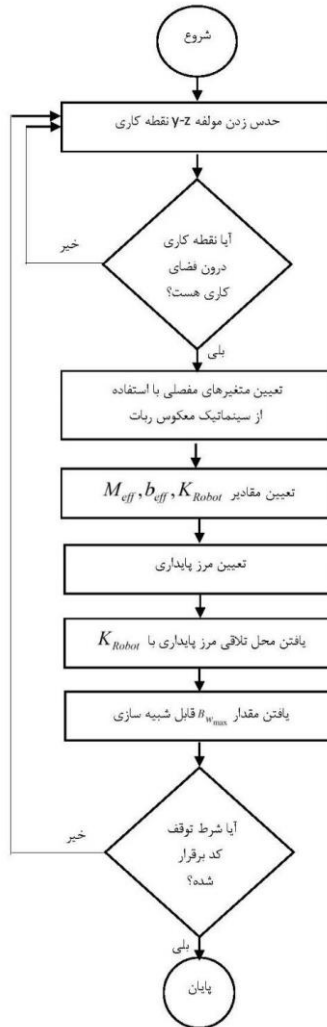 شروع
حدس زدن مولفه y-z نقطه کاری
آیا نقطه کاری
درون فضای
کاری هست؟
خیر
بلی
تعیین متغیرهای مفصلی با استفاده
از سینماتیک معکوس ربات
تعیین مقادیر M_eff, b_eff, K_Robot
تعیین مرز پایداری
یافتن محل تلاقی مرز پایداری با K_Robot
یافتن مقدار B_w_max قابل شبیه سازی
آیا شرط توقف
کد برقرار
شده؟
خیر
بلی
پایان